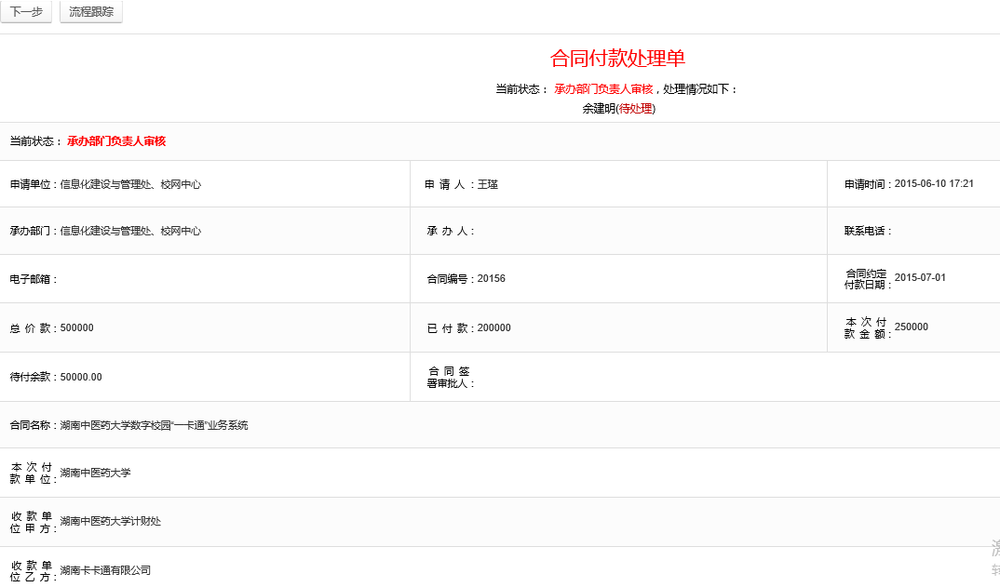 下一步 流程跟踪
合同付款处理单
当前状态： 承办部门负责人审核，处理情况如下：
余建明(待处理)
当前状态： 承办部门负责人审核
申请单位：信息化建设与管理处、校网中心 申 请 人 ：王瑾 申请时间：2015-06-10 17:21
承办部门：信息化建设与管理处、校网中心 承 办 人： 联系电话：
电子邮箱： 合同编号：20156 合同约定
付款日期：2015-07-01
总 价 款：500000 已 付 款：200000 本 次 付
款 金 额：250000
待付余款：50000.00 合 同 签
署审批人：
合同名称：湖南中医药大学数字校园“一卡通”业务系统
本 次 付
款 单 位：湖南中医药大学
收 款 单
位 甲 方：湖南中医药大学计财处
收 款 单
位 乙 方：湖南卡卡通有限公司